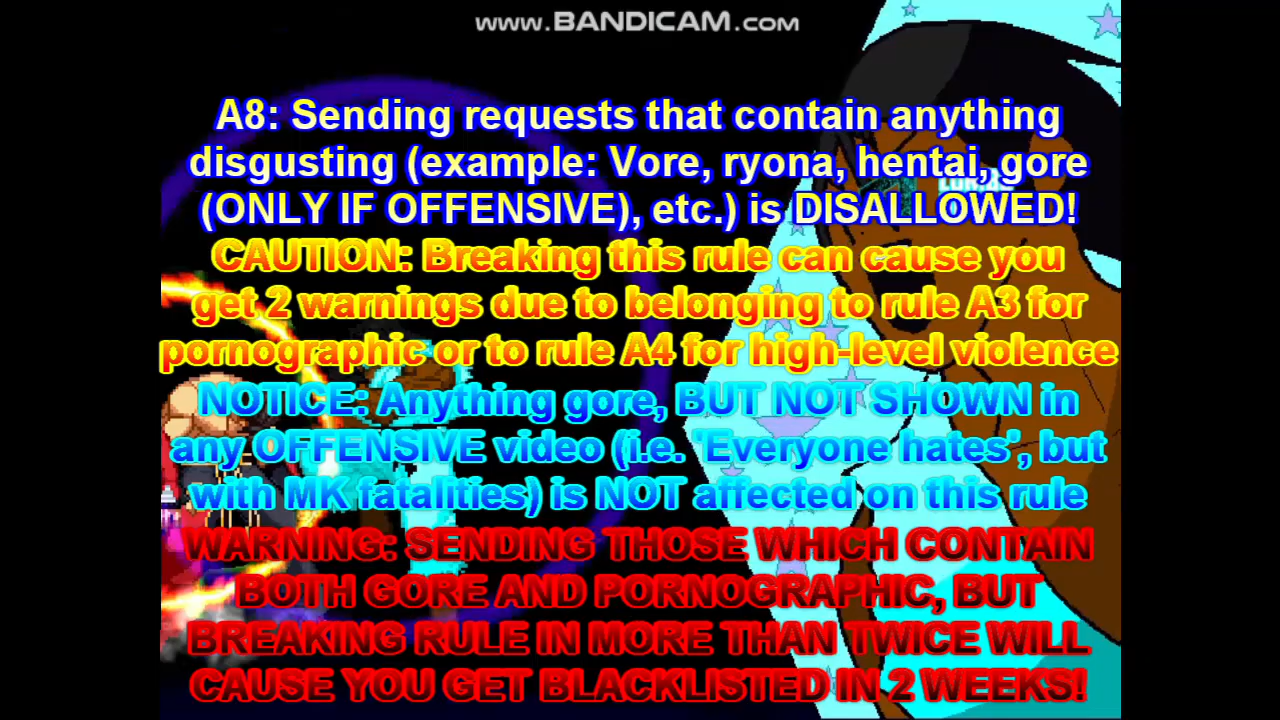 www.BANDICAM.com
A8: Sending requests that contain anything
disgusting (example: Vore, ryona, hentai, gore
(ONLY IF OFFENSIVE), etc.) is DISALLOWED!
CAUTION: Breaking this rule can cause you
get 2 warnings due to belonging to rule A3 for
pornographic or to rule A4 for high-level violence
NOTICE: Anything gore, BUT NOT SHOWN in
any OFFENSIVE video (i.e. 'Everyone hates', but
with MK fatalities) is NOT affected on this rule
WARNING: SENDING THOSE WHICH CONTAIN
BOTH GORE AND PORNOGRAPHIC, BUT
BREAKING RULE IN MORE THAN TWICE WILL
CAUSE YOU GET BLACKLISTED IN 2 WEEKS!